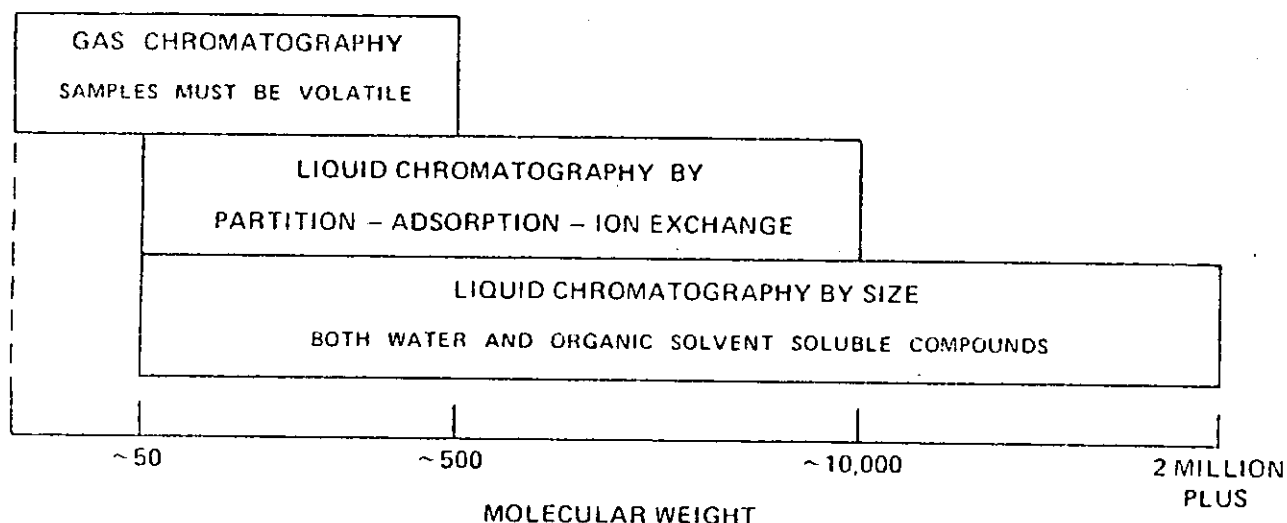 GAS CHROMATOGRAPHY
SAMPLES MUST BE VOLATILE
LIQUID CHROMATOGRAPHY BY
PARTITION – ADSORPTION – ION EXCHANGE
LIQUID CHROMATOGRAPHY BY SIZE
BOTH WATER AND ORGANIC SOLVENT SOLUBLE COMPOUNDS
~50
~500
~10,000
2 MILLION
PLUS
MOLECULAR WEIGHT